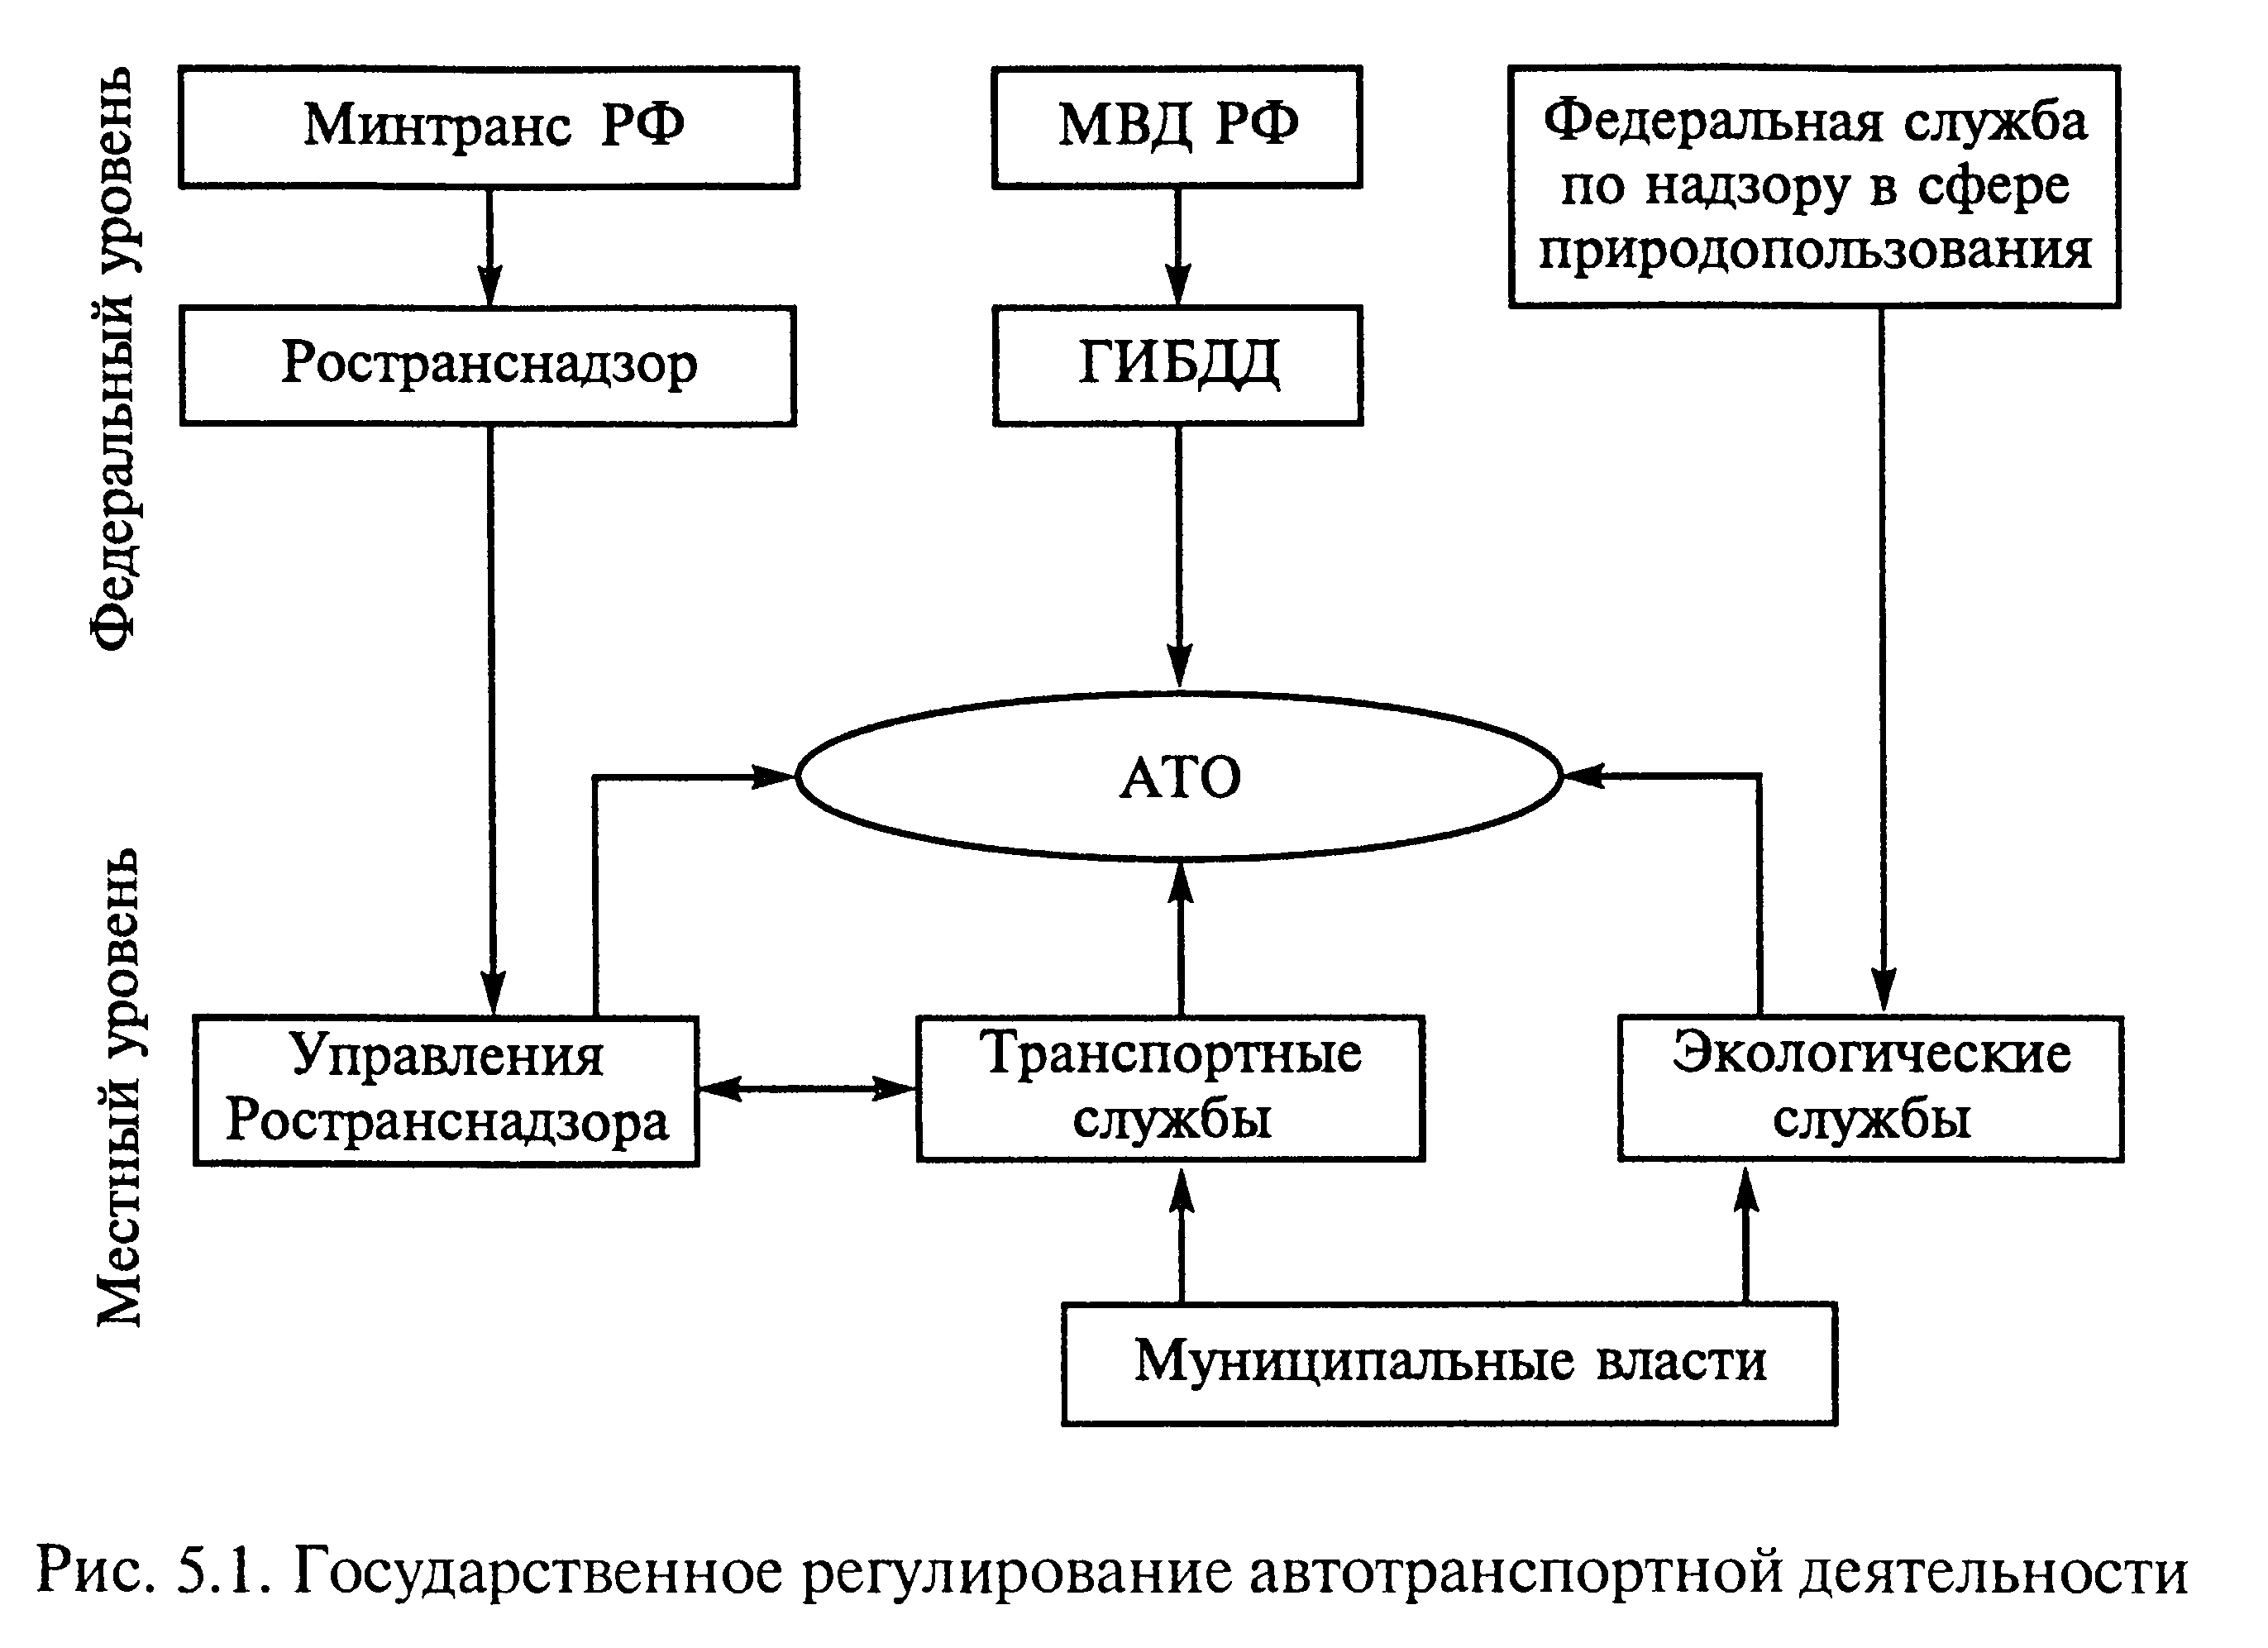 Федеральный уровень
Минтранс РФ
МВД РФ
Федеральная служба
по надзору в сфере
природопользования
Ространснадзор
ГИБДД
АТО
Местный уровень
Управления
Ространснадзора
Транспортные
службы
Экологические
службы
Муниципальные власти
Рис. 5.1. Государственное регулирование автотранспортной деятельности